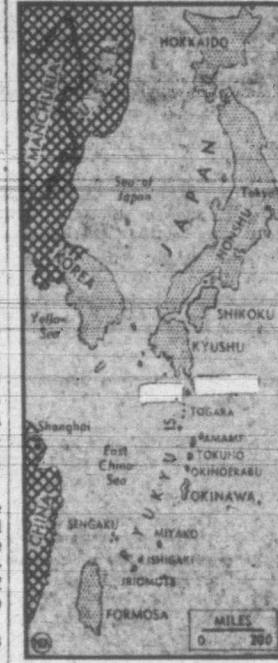 HOKKAIDO
MANCHURIA
JAPAN
Sea of
Japan
Tokyo
HONSHU
KOREA
Yellow
Sea
SHIKOKU
KYUSHU
TOGARA
Shanghai
RYUKYU IS
AMAMI
East
China
Sea
TOKUNO
OKINOERABU
OKINAWA
CHINA
SENGAKU
MIYAKO
ISHIGAKI
IRIOMOTE
FORMOSA
MILES
0 200